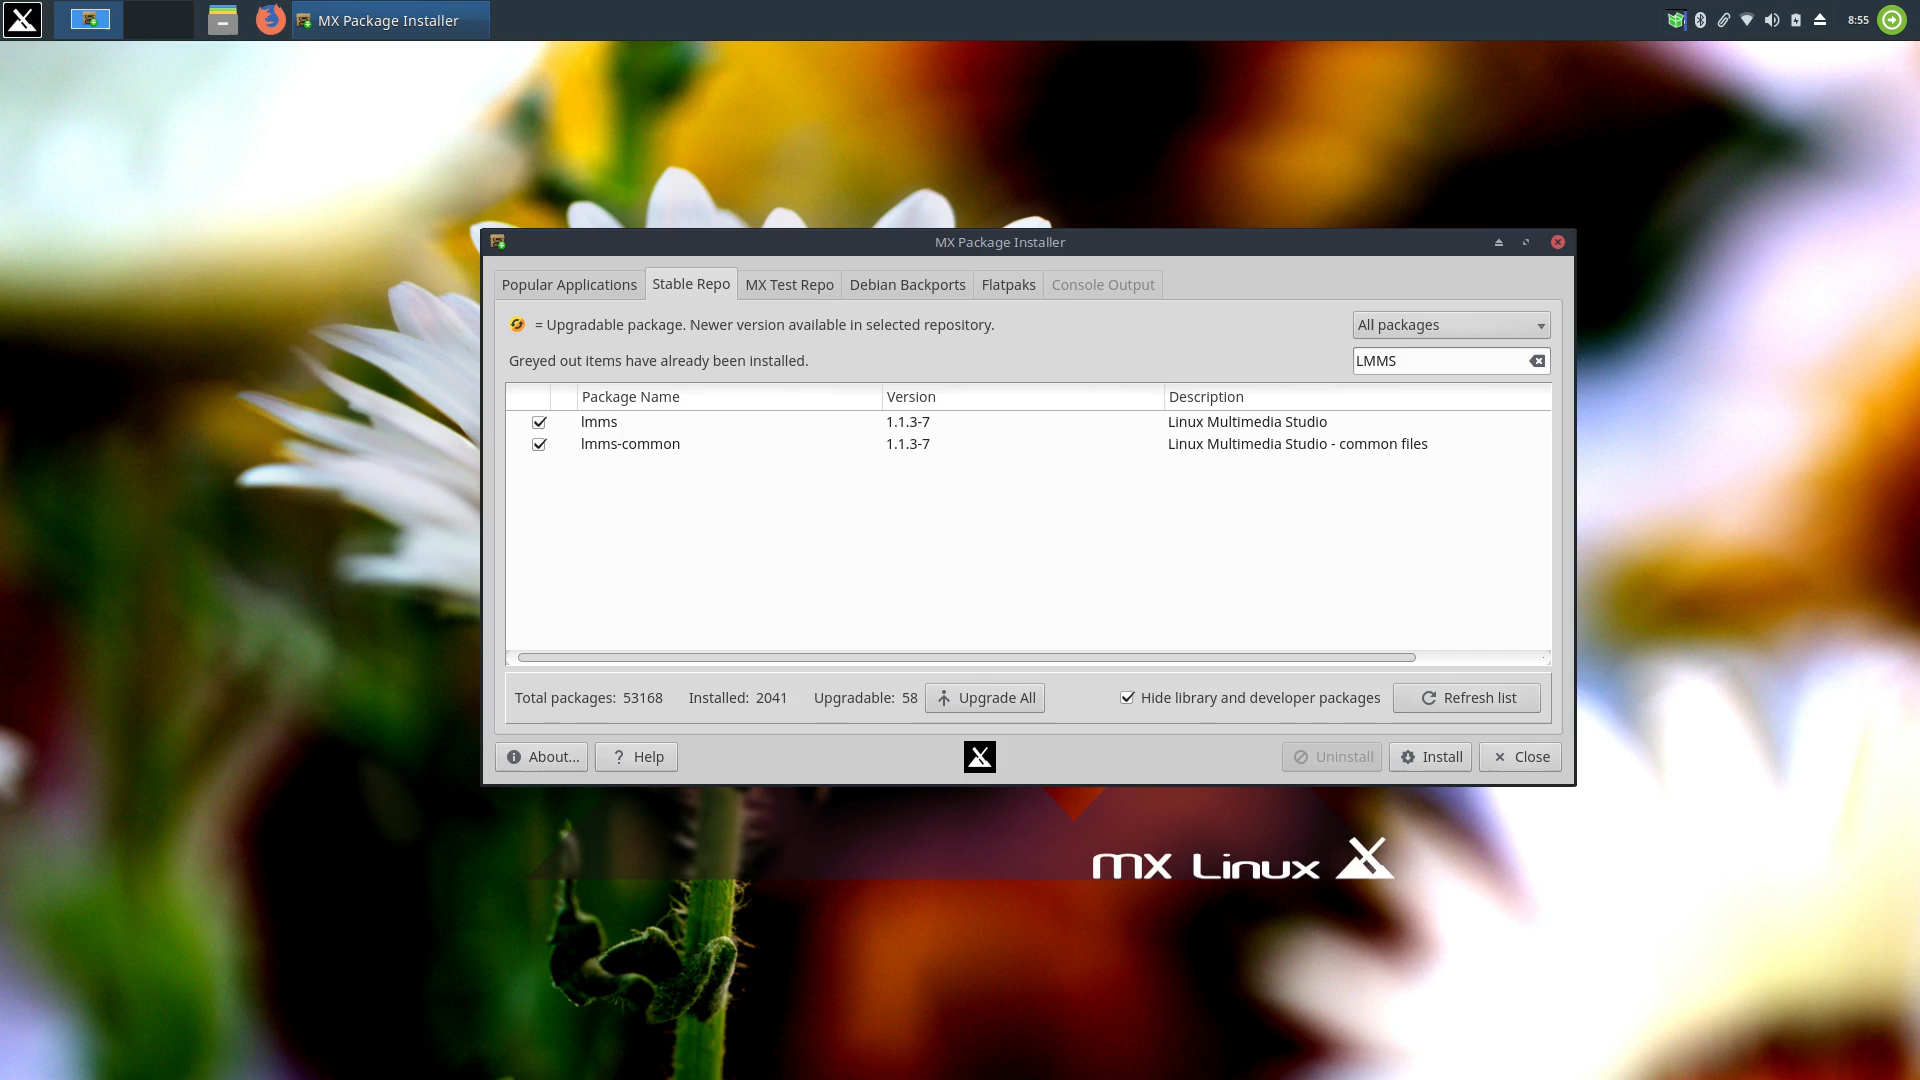 MX Package Installer
8:55
MX Package Installer
Popular Applications Stable Repo MX Test Repo Debian Backports Flatpaks Console Output
= Upgradable package. Newer version available in selected repository.
All packages
Greyed out items have already been installed.
LMMS
Package Name Version Description
lmms 1.1.3-7 Linux Multimedia Studio
lmms-common 1.1.3-7 Linux Multimedia Studio - common files
Total packages: 53168 Installed: 2041 Upgradable: 58 Upgrade All Hide library and developer packages Refresh list
About... ? Help Uninstall Install Close
mx Linux